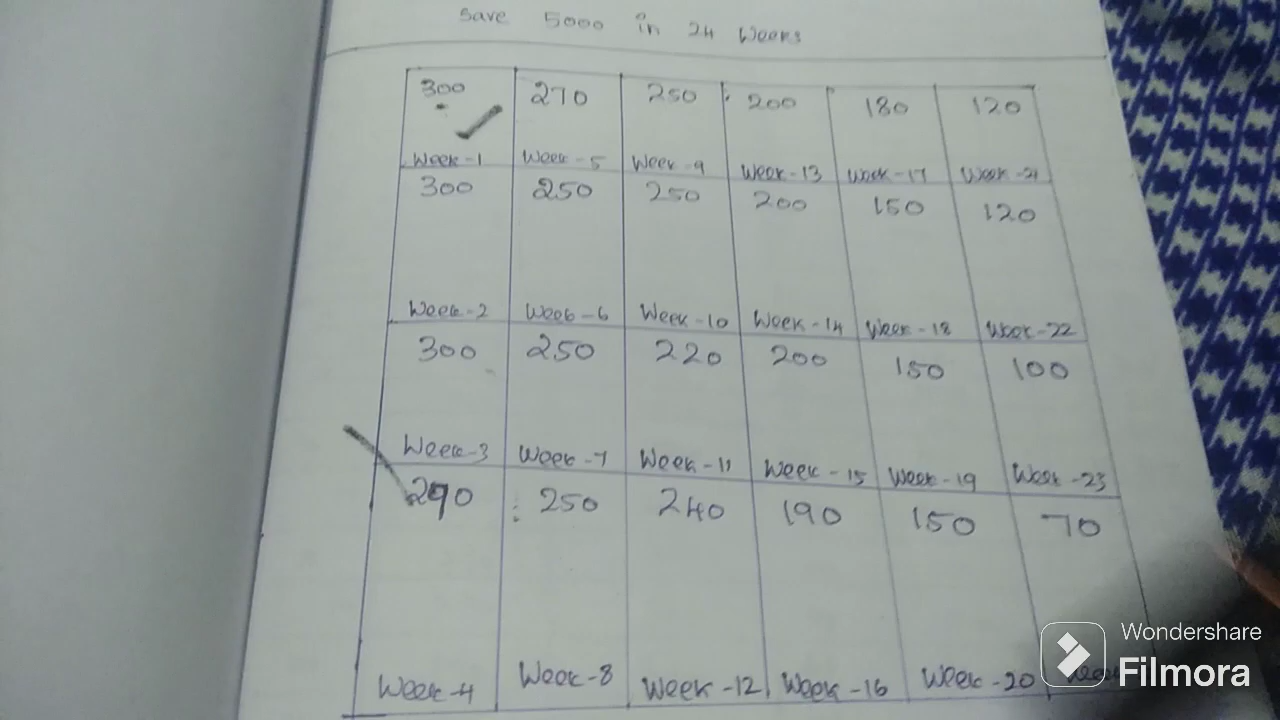 Save 5000 in 24 Weeks
300 270 250 200 180 120
Week-1 Week-5 Week-9 Week-13 Week-17 Week-21
300 250 250 200 150 120
Week-2 Week-6 Week-10 Week-14 Week-18 Week-22
300 250 220 200 150 100
Week-3 Week-7 Week-11 Week-15 Week-19 Week-23
290 250 240 190 150 70
Week-4 Week-8 Week-12 Week-16 Week-20
Wondershare
Filmora